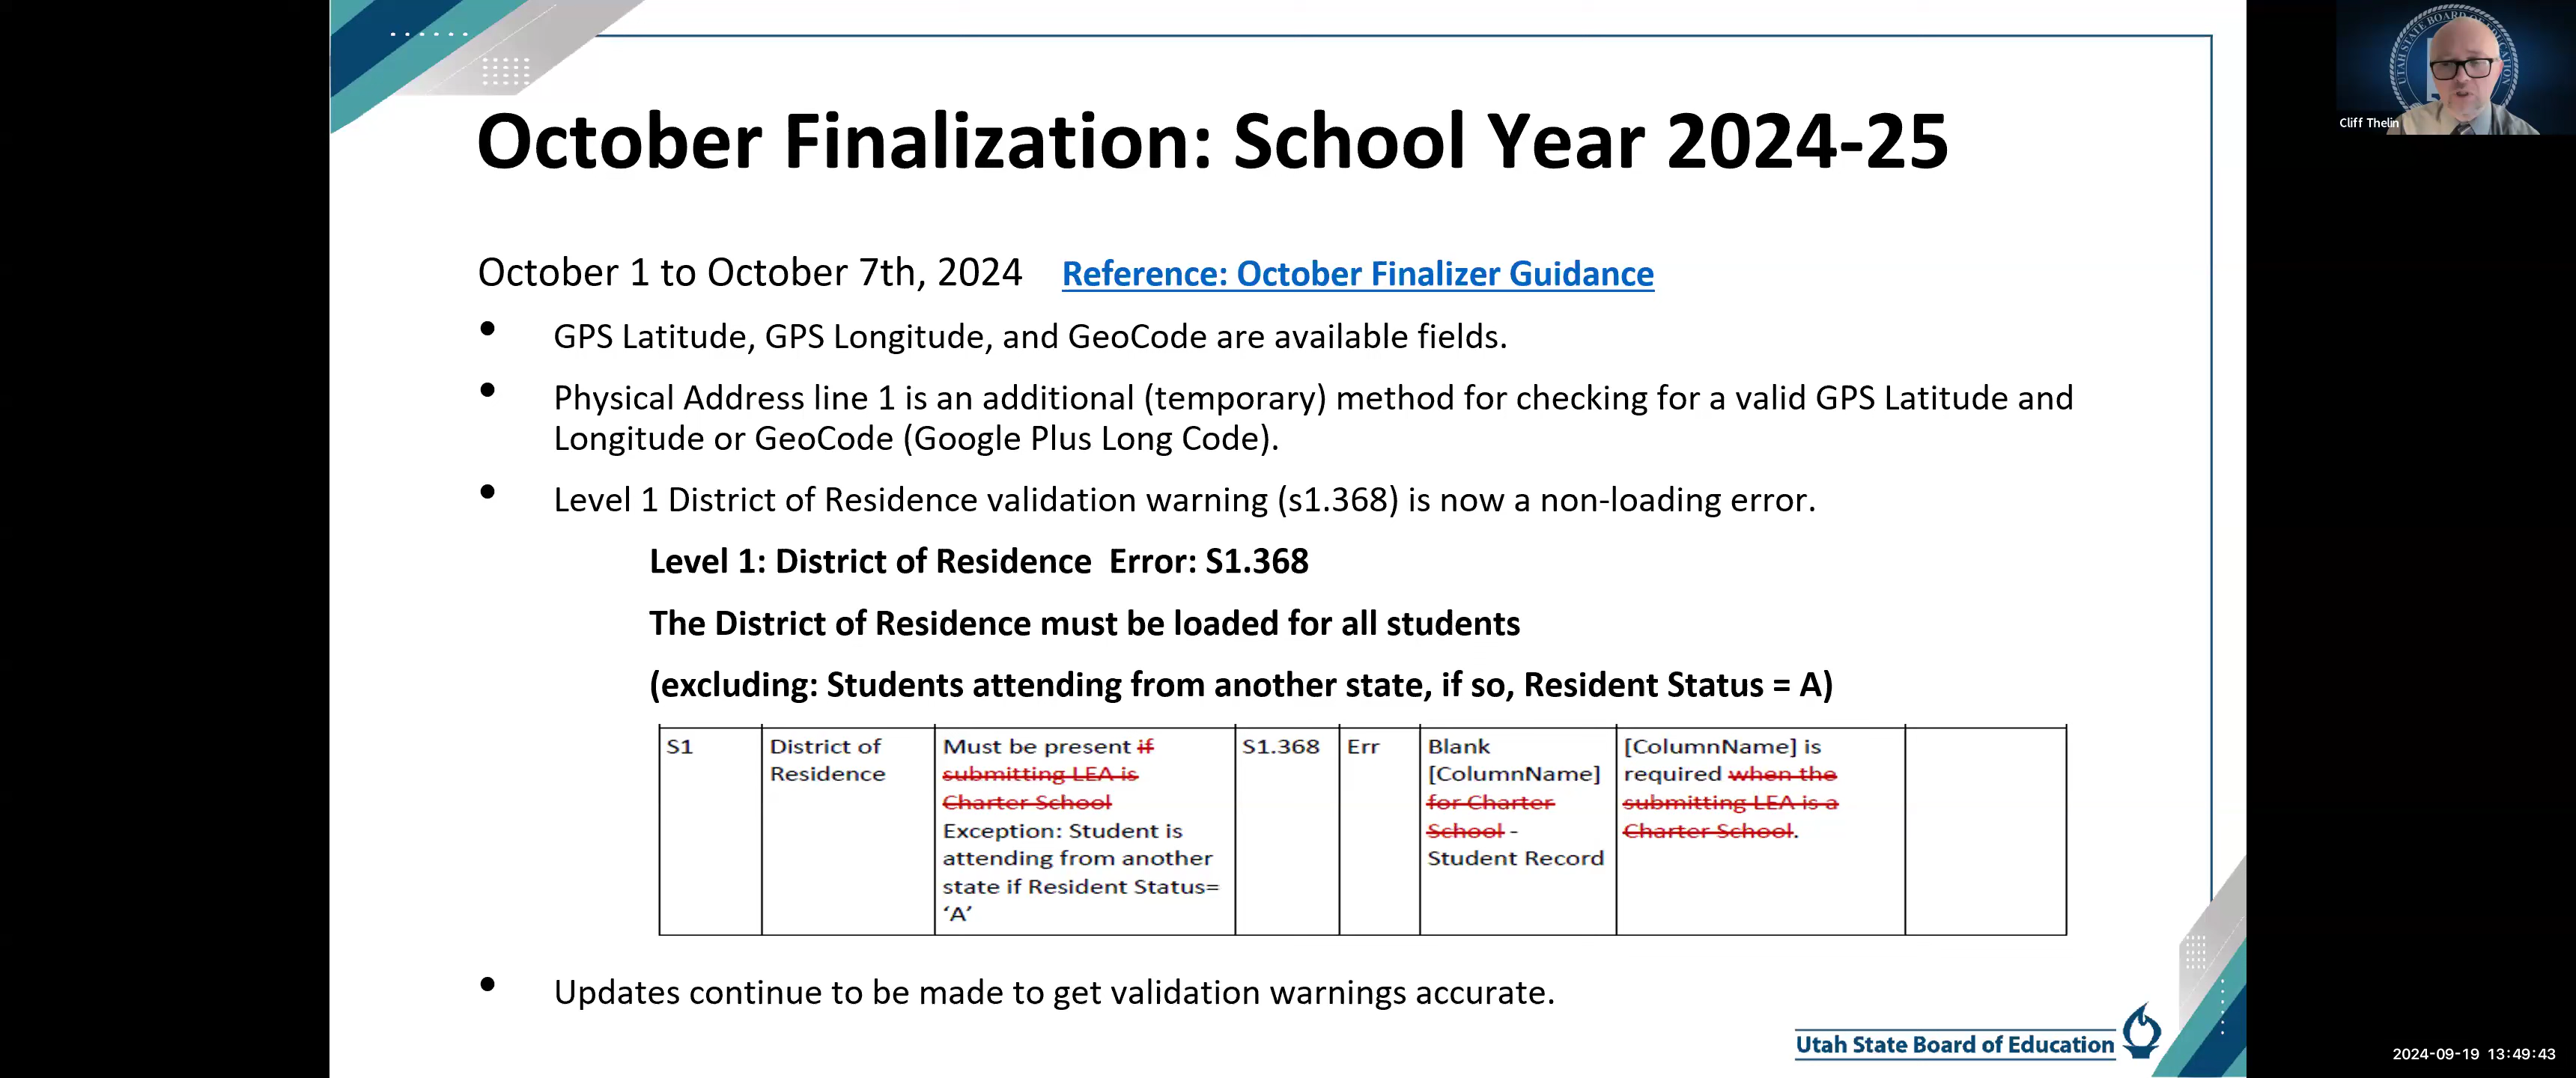 October Finalization: School Year 2024-25
October 1 to October 7th, 2024 Reference: October Finalizer Guidance
• GPS Latitude, GPS Longitude, and GeoCode are available fields.
• Physical Address line 1 is an additional (temporary) method for checking for a valid GPS Latitude and
Longitude or GeoCode (Google Plus Long Code).
• Level 1 District of Residence validation warning (s1.368) is now a non-loading error.
Level 1: District of Residence Error: S1.368
The District of Residence must be loaded for all students
(excluding: Students attending from another state, if so, Resident Status = A)
S1
District of
Residence
Must be present if
submitting LEA is
Charter School
Exception: Student is
attending from another
state if Resident Status=
‘A’
S1.368
Err
Blank
[ColumnName]
for Charter
School -
Student Record
[ColumnName] is
required when the
submitting LEA is a
Charter School.
• Updates continue to be made to get validation warnings accurate.
Utah State Board of Education
UTAH STATE BOARD OF EDUCATION
Cliff Thelin
2024-09-19 13:49:43